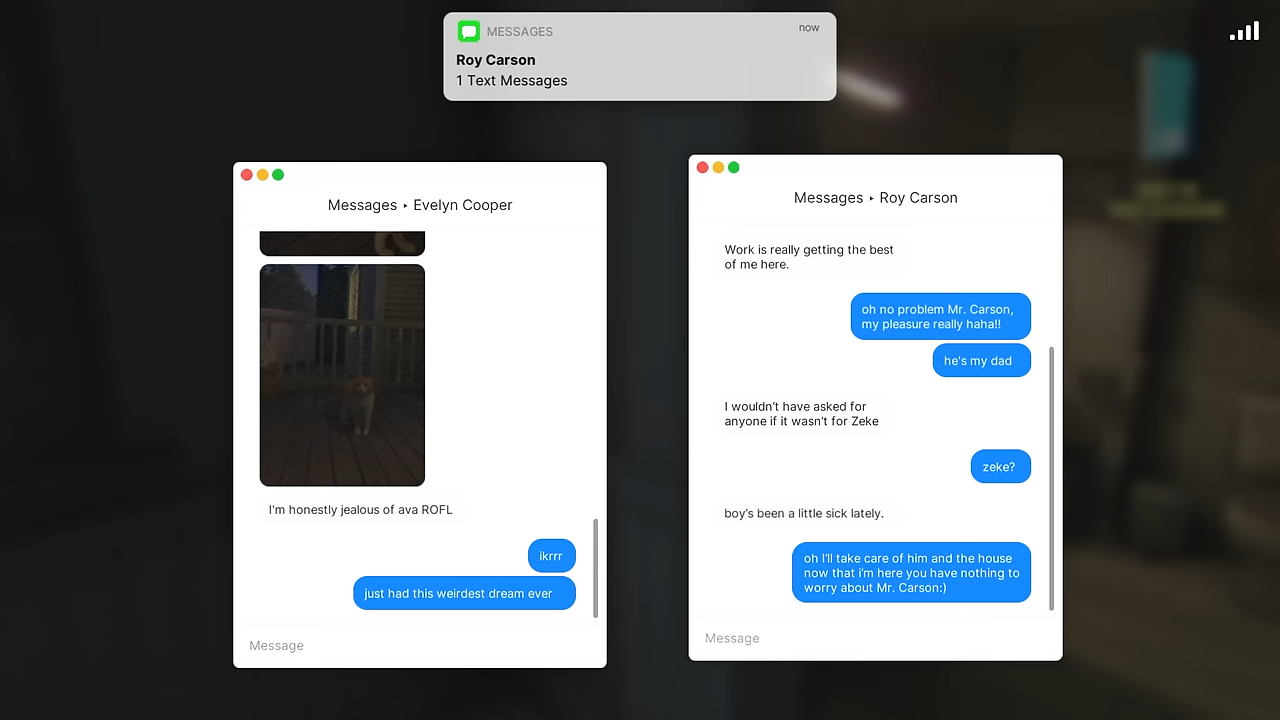 MESSAGES
now
Roy Carson
1 Text Messages
Messages ‣ Evelyn Cooper
I'm honestly jealous of ava ROFL
ikrrr
just had this weirdest dream ever
Message
Messages ‣ Roy Carson
Work is really getting the best
of me here.
oh no problem Mr. Carson,
my pleasure really haha!!
he's my dad
I wouldn’t have asked for
anyone if it wasn’t for Zeke
zeke?
boy’s been a little sick lately.
oh I’ll take care of him and the house
now that i’m here you have nothing to
worry about Mr. Carson:)
Message